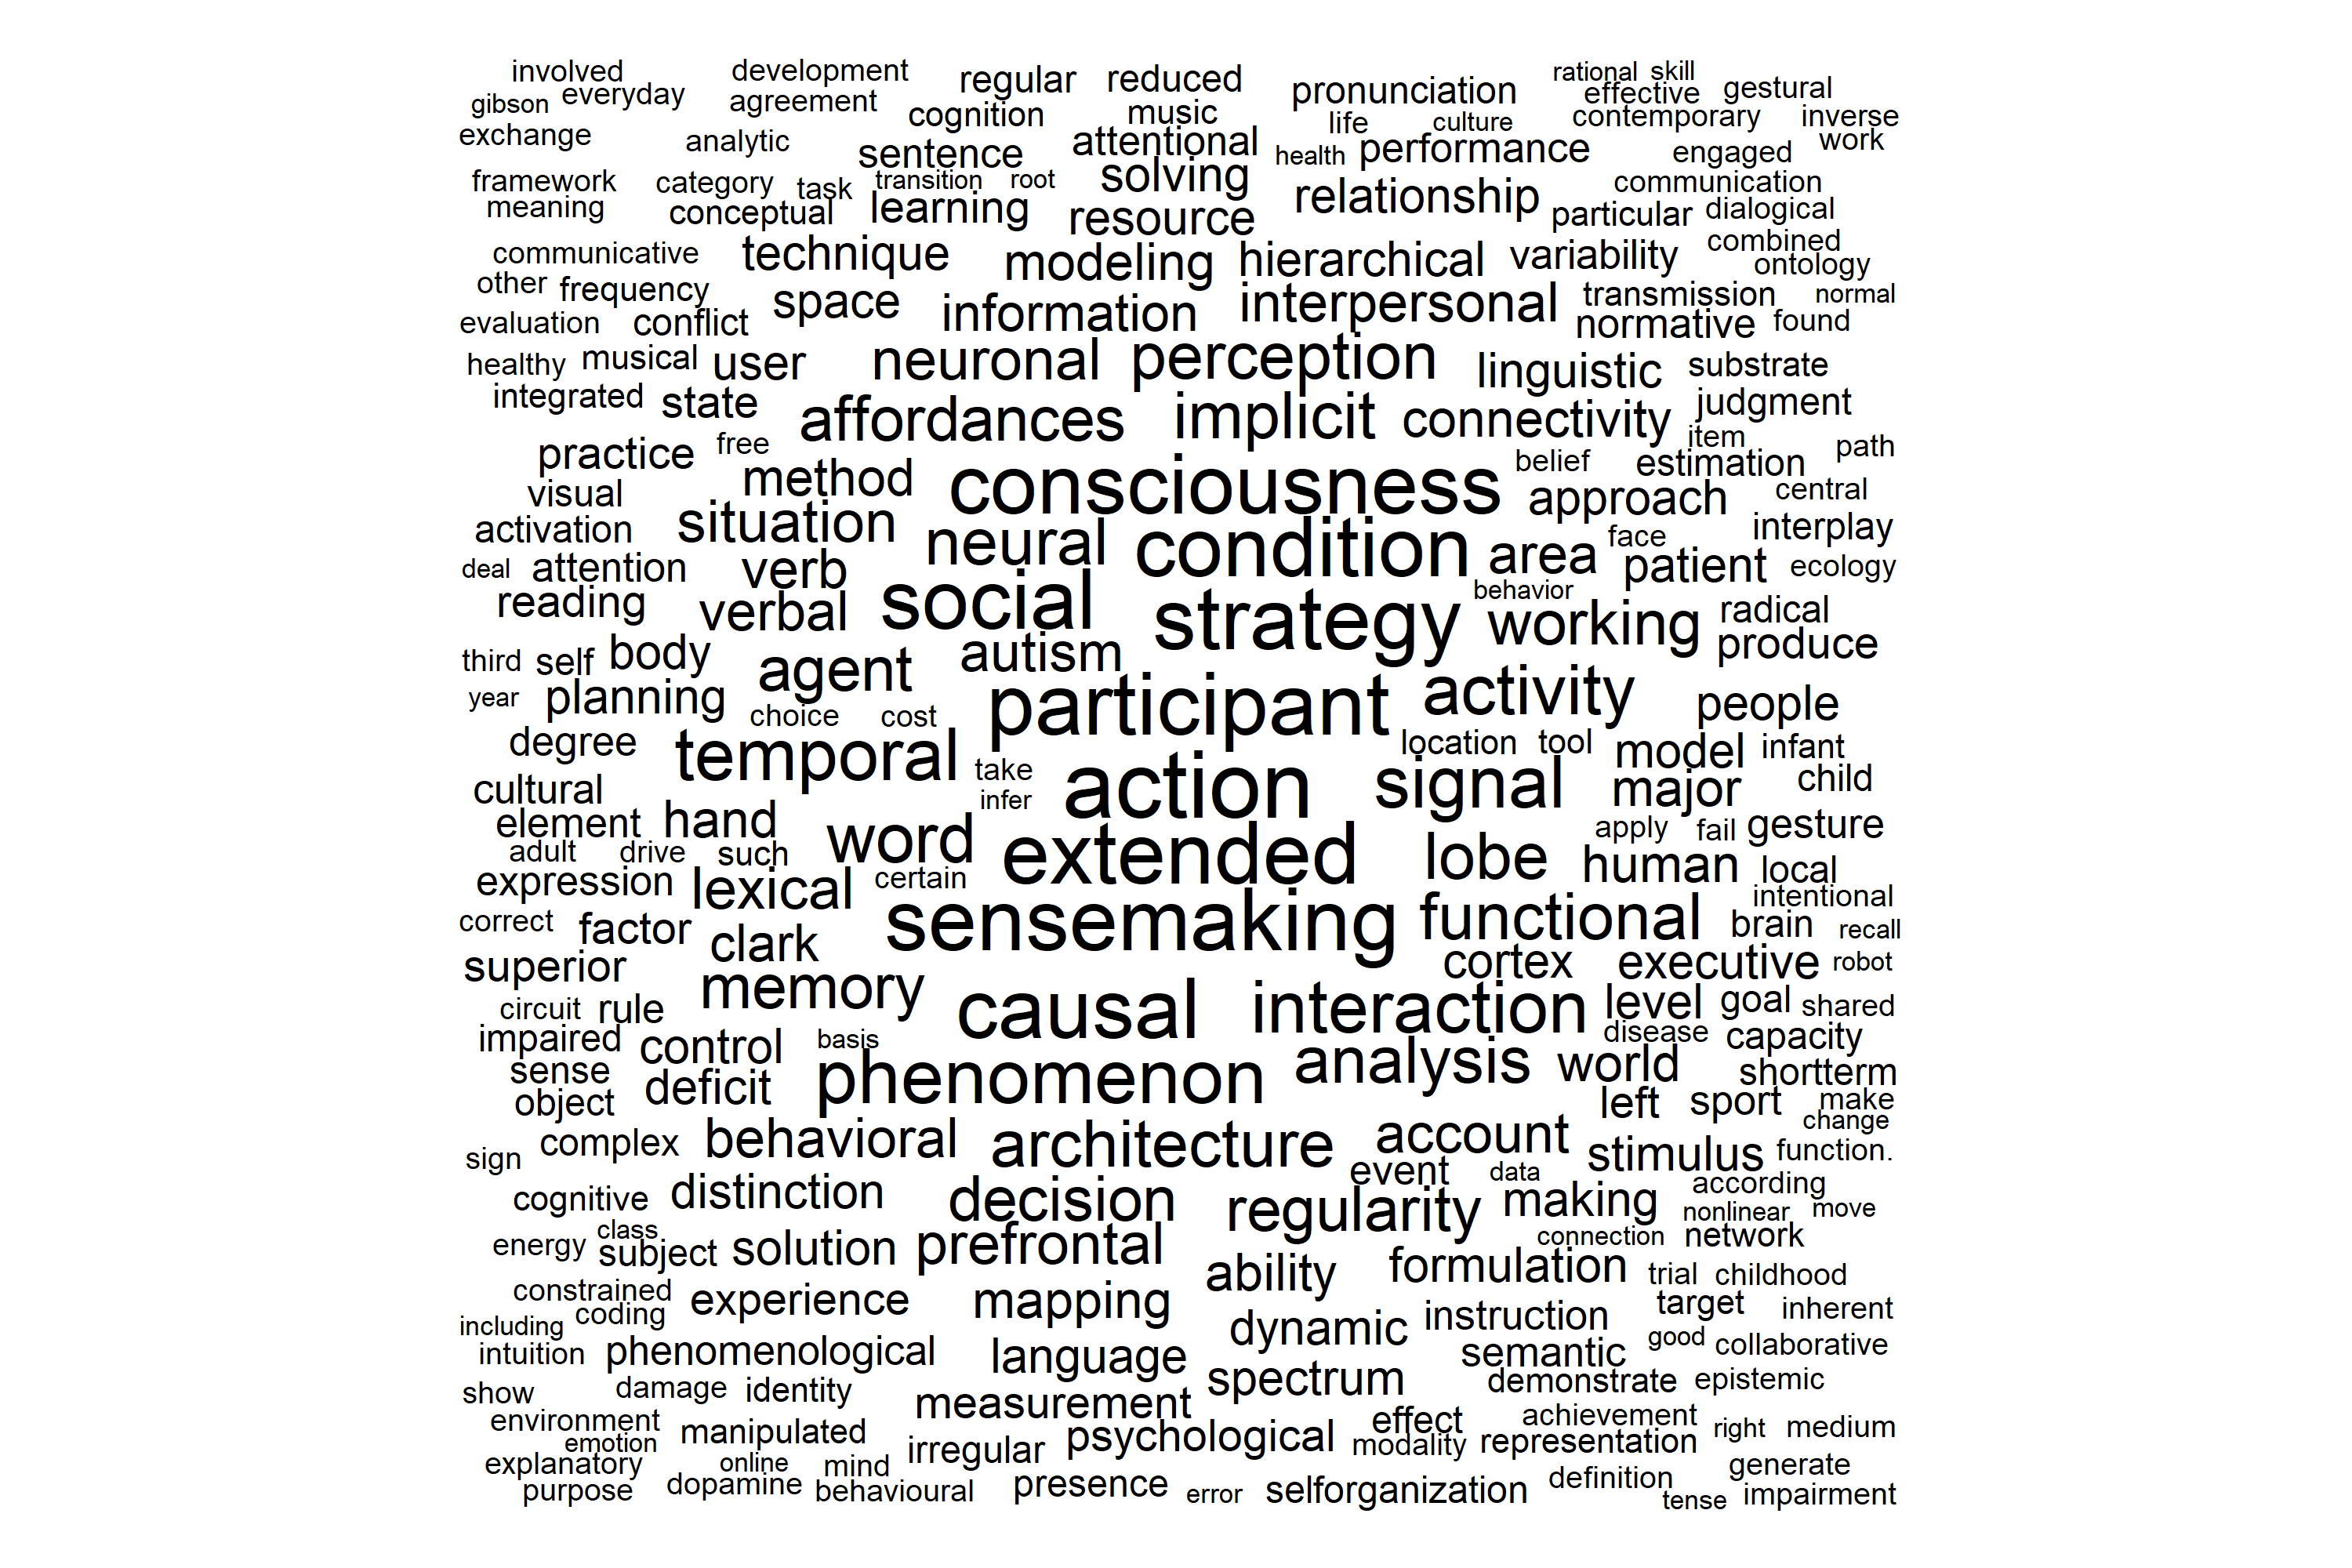 involved development regular reduced pronunciation rational skill
gibson everyday agreement cognition music effective gestural
exchange analytic sentence attentional life culture contemporary inverse
health performance engaged work
framework category task transition root solving relationship communication
meaning conceptual learning resource particular dialogical
communicative technique modeling hierarchical variability combined
other frequency space information interpersonal transmission ontology normal
evaluation conflict normative found
healthy musical user neuronal perception linguistic substrate
integrated state affordances implicit connectivity judgment
practice free item path
visual method consciousness belief estimation
activation situation approach central
neural condition area face interplay
deal attention verb patient ecology
reading verbal social strategy behavior working radical
third self body agent autism produce
year planning choice cost participant activity people
degree temporal location tool model infant
cultural take action signal major child
element hand infer apply fail gesture
adult drive such word extended lobe human local
expression lexical certain intentional
correct factor clark sensemaking functional brain recall
superior memory cortex executive robot
circuit rule causal interaction level goal shared
impaired control basis disease capacity
sense deficit phenomenon analysis world shortterm
object left sport make
change
sign complex behavioral architecture account stimulus function.
event data
cognitive distinction decision regularity making according
class nonlinear move
energy subject solution prefrontal connection network
constrained ability formulation trial childhood
including coding experience mapping dynamic instruction target inherent
intuition phenomenological language semantic good collaborative
show damage identity spectrum demonstrate epistemic
environment manipulated measurement effect achievement right medium
emotion irregular psychological modality representation
explanatory online mind generate
purpose dopamine behavioural presence error selforganization definition tense impairment